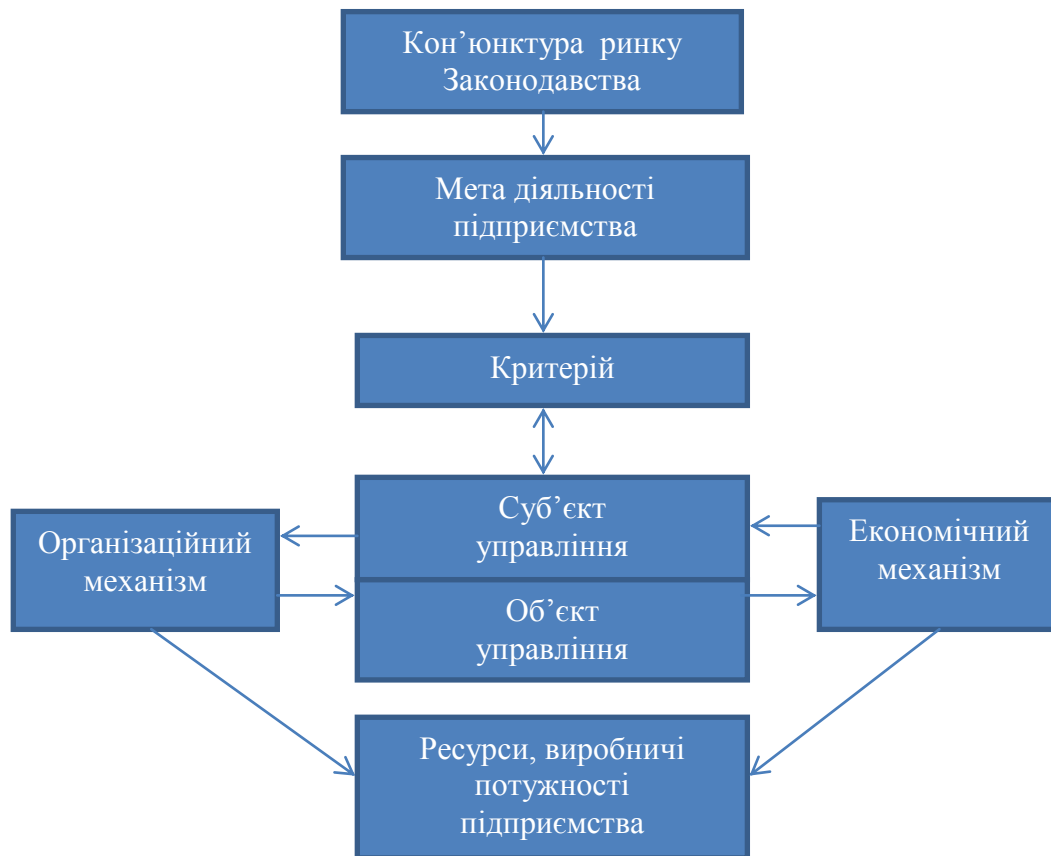 Кон’юнктура ринку
Законодавства
Мета діяльності
підприємства
Критерій
Суб’єкт
управління
Організаційний
механізм
Економічний
механізм
Об’єкт
управління
Ресурси, виробничі
потужності
підприємства